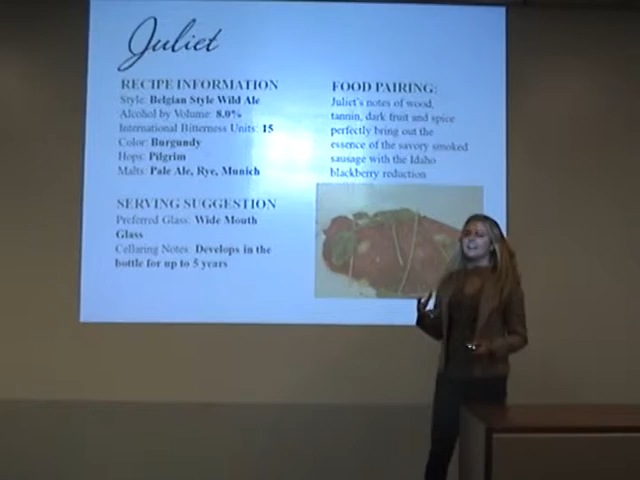 Juliet
RECIPE INFORMATION
Style: Belgian Style Wild Ale
Alcohol by Volume: 8.0%
International Bitterness Units: 15
Color: Burgundy
Hops: Pilgrim
Malts: Pale Ale, Rye, Munich
SERVING SUGGESTION
Preferred Glass: Wide Mouth
Glass
Cellaring Notes: Develops in the
bottle for up to 5 years
FOOD PAIRING:
Juliet's notes of wood,
tannin, dark fruit and spice
perfectly bring out the
essence of the savory smoked
sausage with the Idaho
blackberry reduction